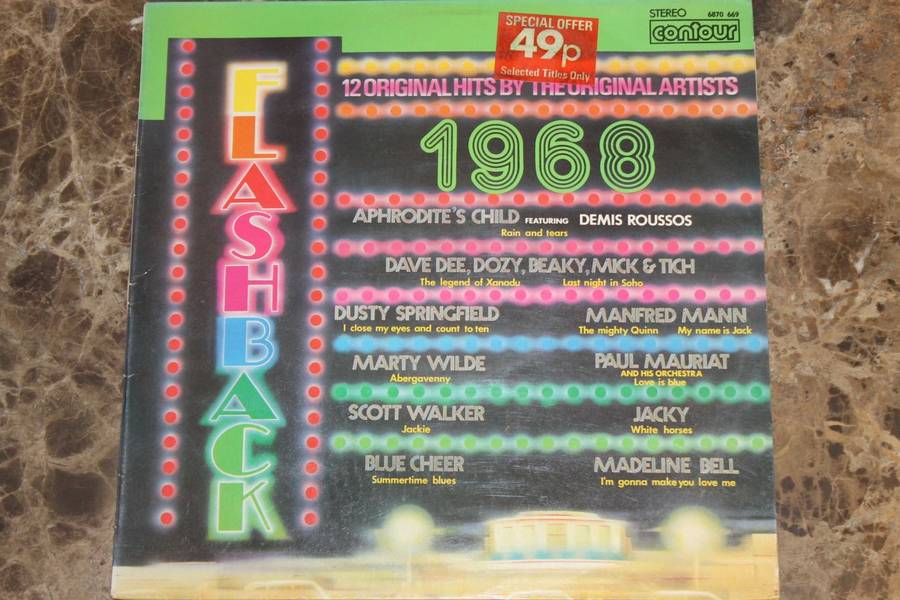 STEREO 6870 669
contour
SPECIAL OFFER
49p
Selected Titles Only
12 ORIGINAL HITS BY THE ORIGINAL ARTISTS
FLASHBACK
1968
APHRODITE'S CHILD FEATURING DEMIS ROUSSOS
Rain and tears
DAVE DEE, DOZY, BEAKY, MICK & TICH
The legend of Xanadu Last night in Soho
DUSTY SPRINGFIELD
I close my eyes and count to ten
MANFRED MANN
The mighty Quinn My name is Jack
MARTY WILDE
Abergavenny
PAUL MAURIAT
AND HIS ORCHESTRA
Love is blue
SCOTT WALKER
Jackie
JACKY
White horses
BLUE CHEER
Summertime blues
MADELINE BELL
I'm gonna make you love me